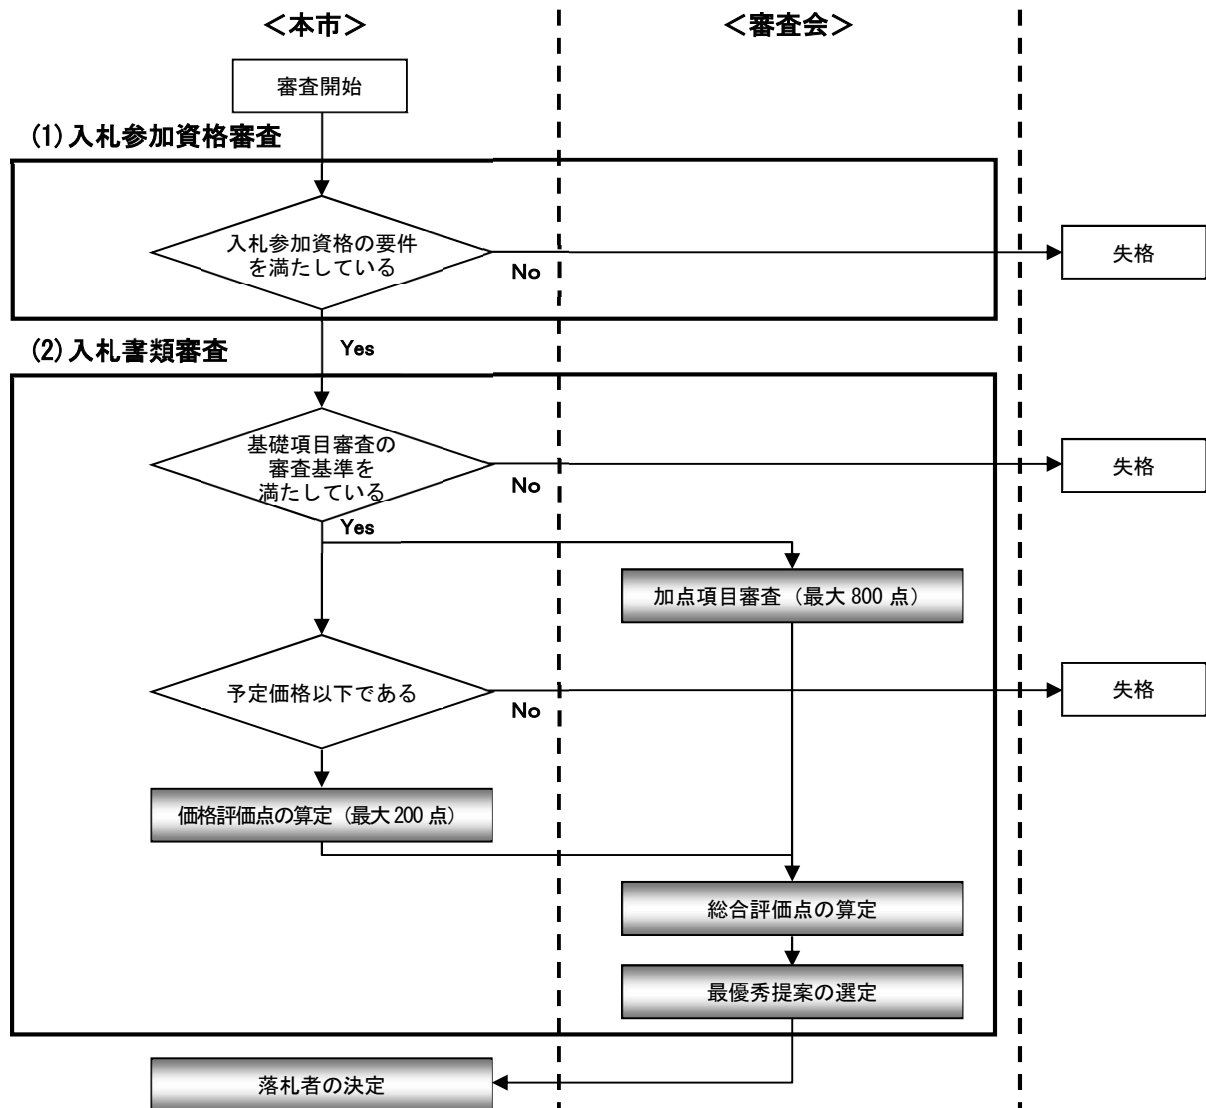 ＜本市＞
＜審査会＞
審査開始
(1)入札参加資格審査
入札参加資格の要件
を満たしている
No
失格
Yes
(2)入札書類審査
基礎項目審査の
審査基準を
満たしている
No
失格
Yes
加点項目審査（最大 800 点）
予定価格以下である
No
失格
価格評価点の算定（最大 200 点）
総合評価点の算定
最優秀提案の選定
落札者の決定